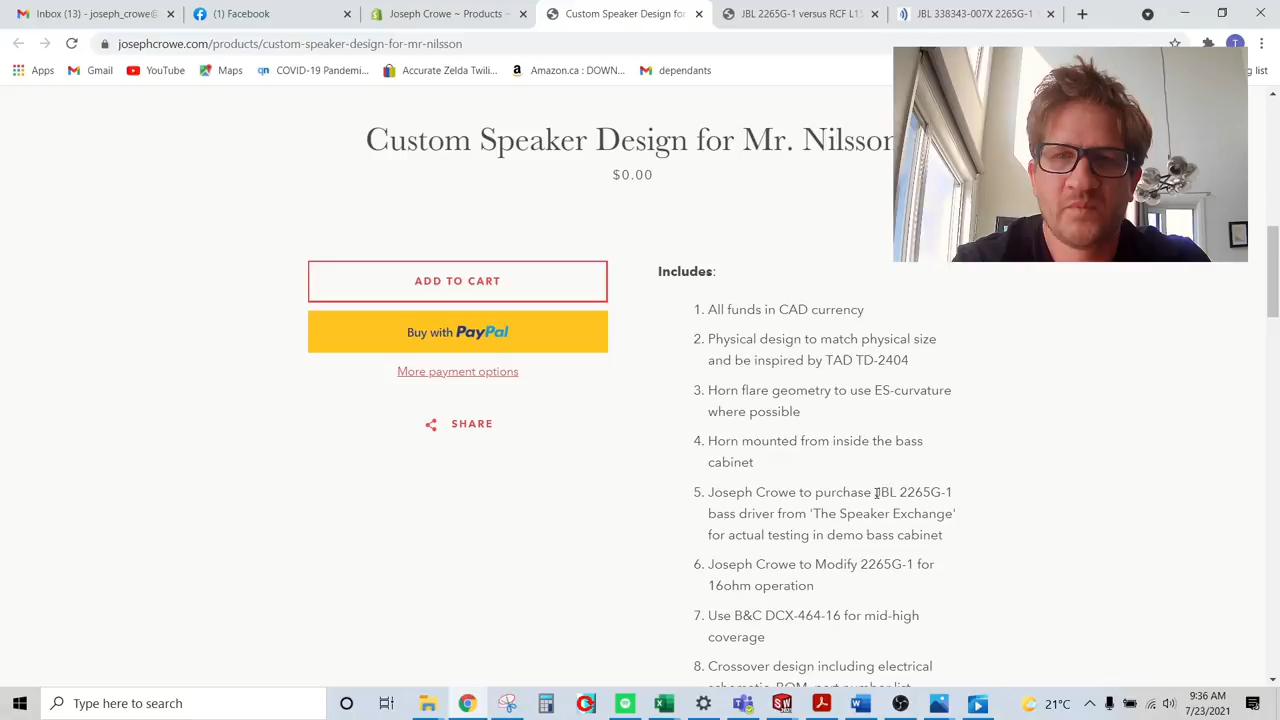 Inbox (13) - joseph_crowe@
(1) Facebook
Joseph Crowe ~ Products ~
Custom Speaker Design for
JBL 2265G-1 versus RCF L1
JBL 338343-007X 2265G-1
josephcrowe.com/products/custom-speaker-design-for-mr-nilsson
Apps
Gmail
YouTube
Maps
COVID-19 Pandemi...
Accurate Zelda Twili...
Amazon.ca : DOWN...
dependants
g list
Custom Speaker Design for Mr. Nilsson
$0.00
ADD TO CART
Buy with PayPal
More payment options
SHARE
Includes:
1. All funds in CAD currency
2. Physical design to match physical size
and be inspired by TAD TD-2404
3. Horn flare geometry to use ES-curvature
where possible
4. Horn mounted from inside the bass
cabinet
5. Joseph Crowe to purchase JBL 2265G-1
bass driver from 'The Speaker Exchange'
for actual testing in demo bass cabinet
6. Joseph Crowe to Modify 2265G-1 for
16ohm operation
7. Use B&C DCX-464-16 for mid-high
coverage
8. Crossover design including electrical
schematic, BOM, part number list
Type here to search
21°C
9:36 AM
7/23/2021